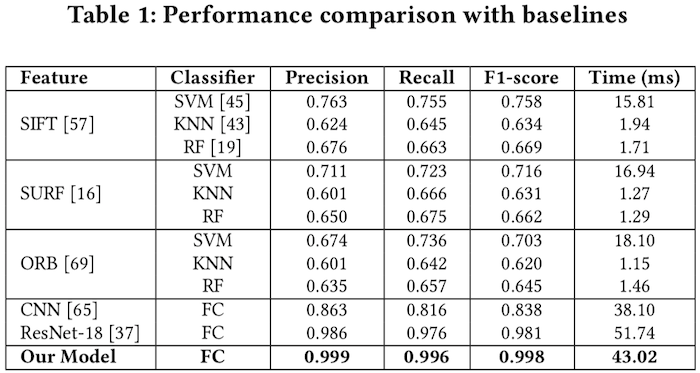 Table 1: Performance comparison with baselines
Feature Classifier Precision Recall F1-score Time (ms)
SVM [45] 0.763 0.755 0.758 15.81
SIFT [57] KNN [43] 0.624 0.645 0.634 1.94
RF [19] 0.676 0.663 0.669 1.71
SVM 0.711 0.723 0.716 16.94
SURF [16] KNN 0.601 0.666 0.631 1.27
RF 0.650 0.675 0.662 1.29
SVM 0.674 0.736 0.703 18.10
ORB [69] KNN 0.601 0.642 0.620 1.15
RF 0.635 0.657 0.645 1.46
CNN [65] FC 0.863 0.816 0.838 38.10
ResNet-18 [37] FC 0.986 0.976 0.981 51.74
Our Model FC 0.999 0.996 0.998 43.02